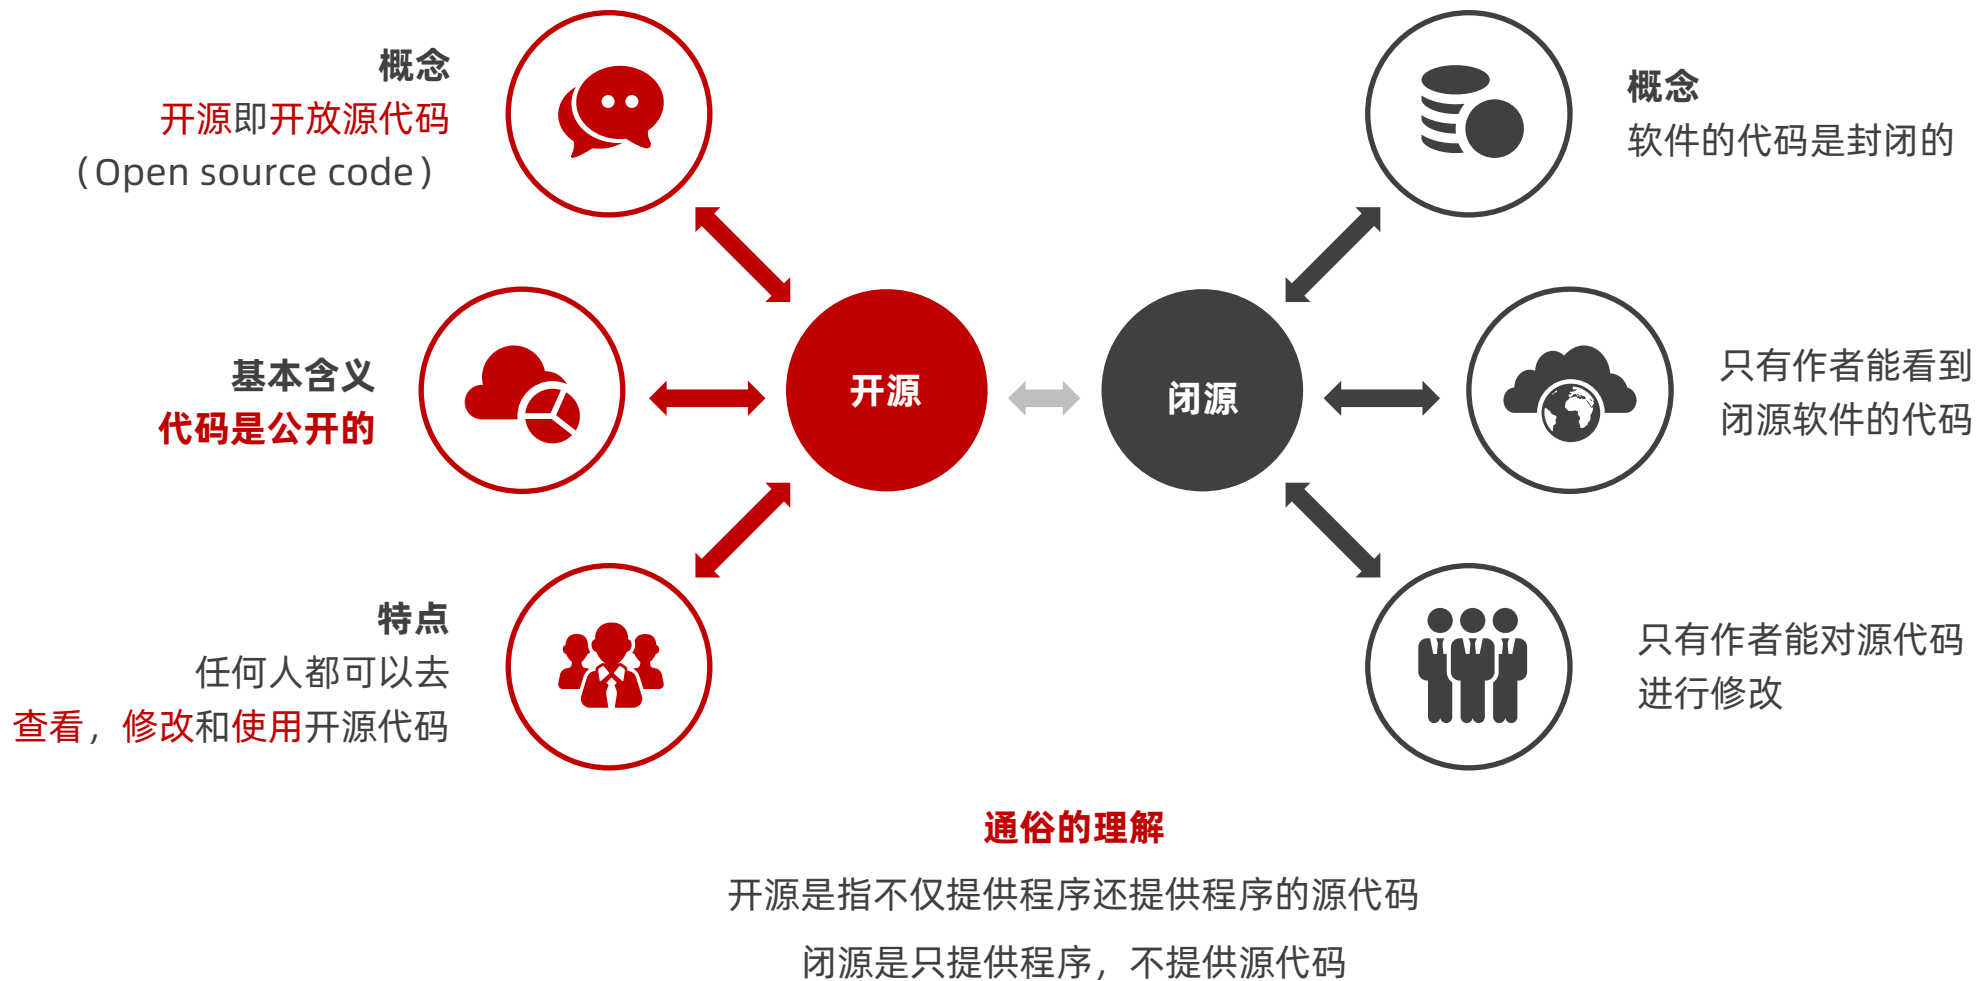 概念
开源即开放源代码
（Open source code）
基本含义
代码是公开的
特点
任何人都可以去
查看，修改和使用开源代码
开源
闭源
概念
软件的代码是封闭的
只有作者能看到
闭源软件的代码
只有作者能对源代码
进行修改
通俗的理解
开源是指不仅提供程序还提供程序的源代码
闭源是只提供程序，不提供源代码